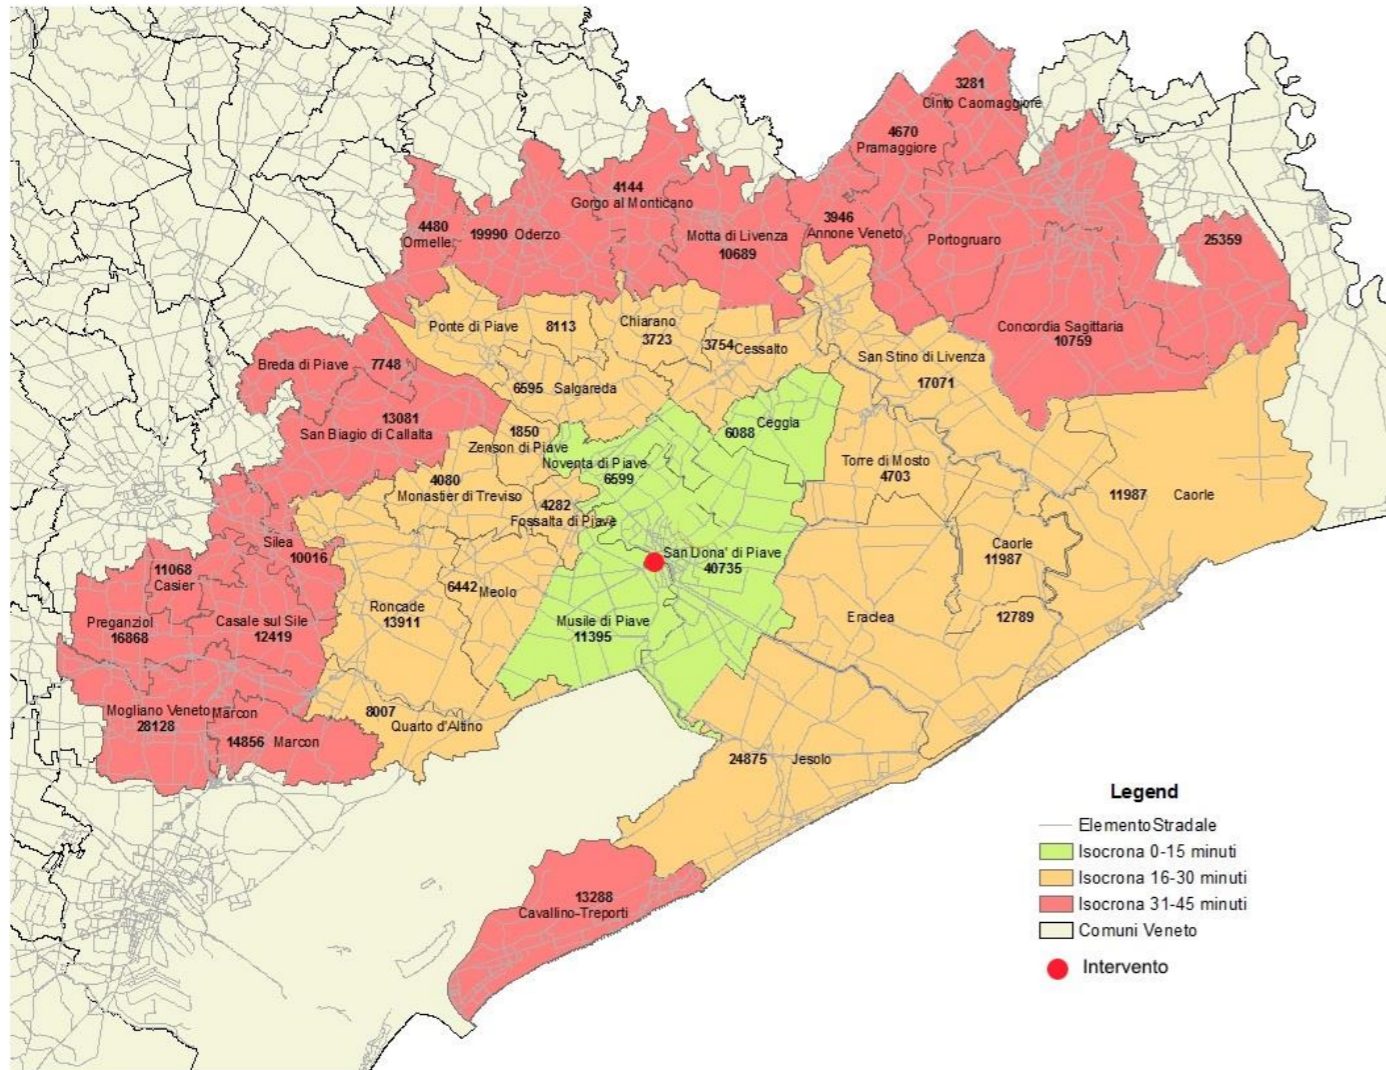 3281
Cinto Caomaggiore
4670
Pramaggiore
4144
Gorgo al Monticano
4480
Ormelle
19990 Oderzo
Motta di Livenza
10689
3946
Annone Veneto
Portogruaro
25359
Concordia Sagittaria
10759
Ponte di Piave
8113
Chiarano
3723
3754 Cessalto
San Stino di Livenza
17071
Breda di Piave
7748
6595 Salgareda
13081
San Biagio di Callalta
1850
Zenson di Piave
6088
Ceggia
Noventa di Piave
6599
Torre di Mosto
4703
4080
Monastier di Treviso
4282
Fossalta di Piave
11987 Caorle
Silea
10016
San Dona' di Piave
40735
Caorle
11987
11068
Casier
6442 Meolo
Roncade
13911
Preganziol
16868
Casale sul Sile
12419
Musile di Piave
11395
Eraclea
12789
Mogliano Veneto
28128
Marcon
14856 Marcon
8007
Quarto d'Altino
24875 Jesolo
13288
Cavallino-Treporti
Legend
ElementoStradale
Isocrona 0-15 minuti
Isocrona 16-30 minuti
Isocrona 31-45 minuti
Comuni Veneto
Intervento